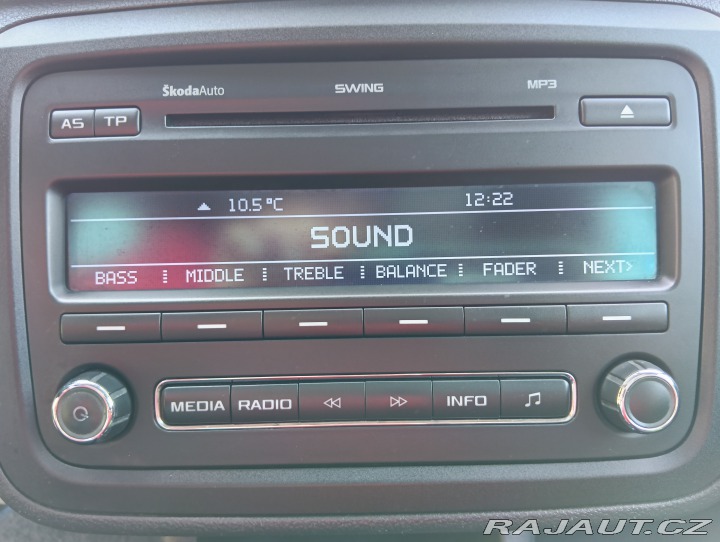 ŠkodaAuto SWING MP3
AS TP
10.5°C 12:22
SOUND
BASS MIDDLE TREBLE BALANCE FADER NEXT>
MEDIA RADIO INFO
RAJAUT.CZ